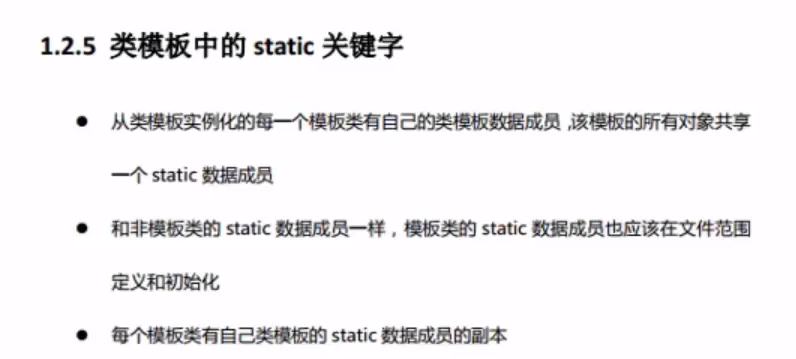 1.2.5 类模板中的 static 关键字
● 从类模板实例化的每一个模板类有自己的类模板数据成员，该模板的所有对象共享
一个 static 数据成员
● 和非模板类的 static 数据成员一样，模板类的 static 数据成员也应该在文件范围
定义和初始化
● 每个模板类有自己类模板的 static 数据成员的副本